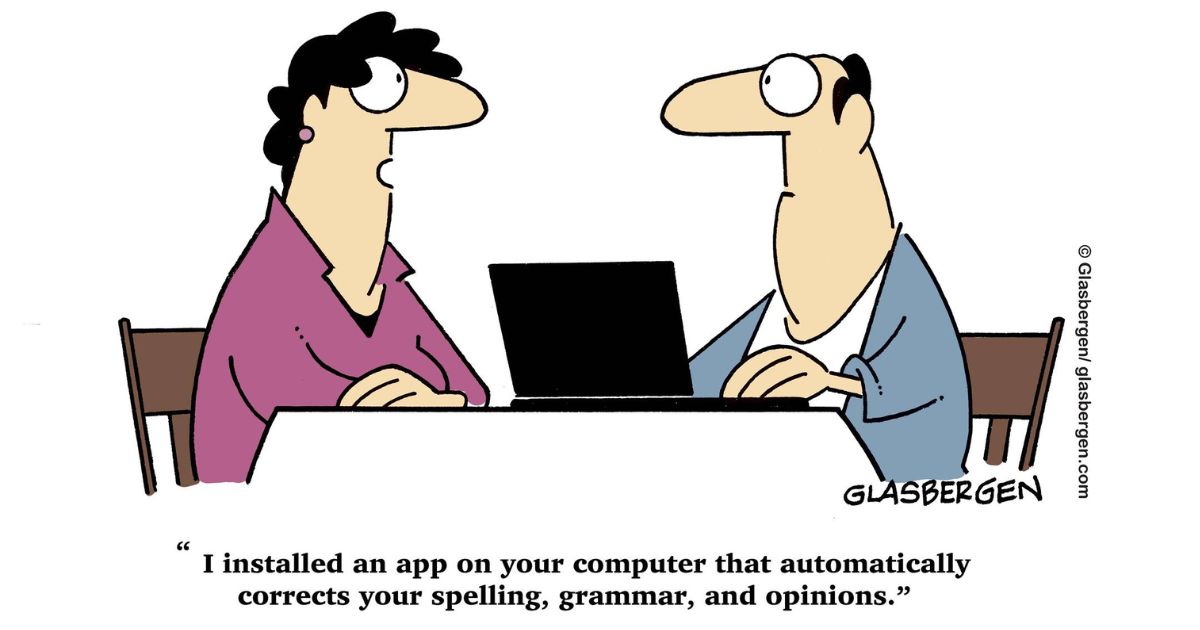 © Glasbergen/ glasbergen.com
GLASBERGEN
“ I installed an app on your computer that automatically
corrects your spelling, grammar, and opinions.”